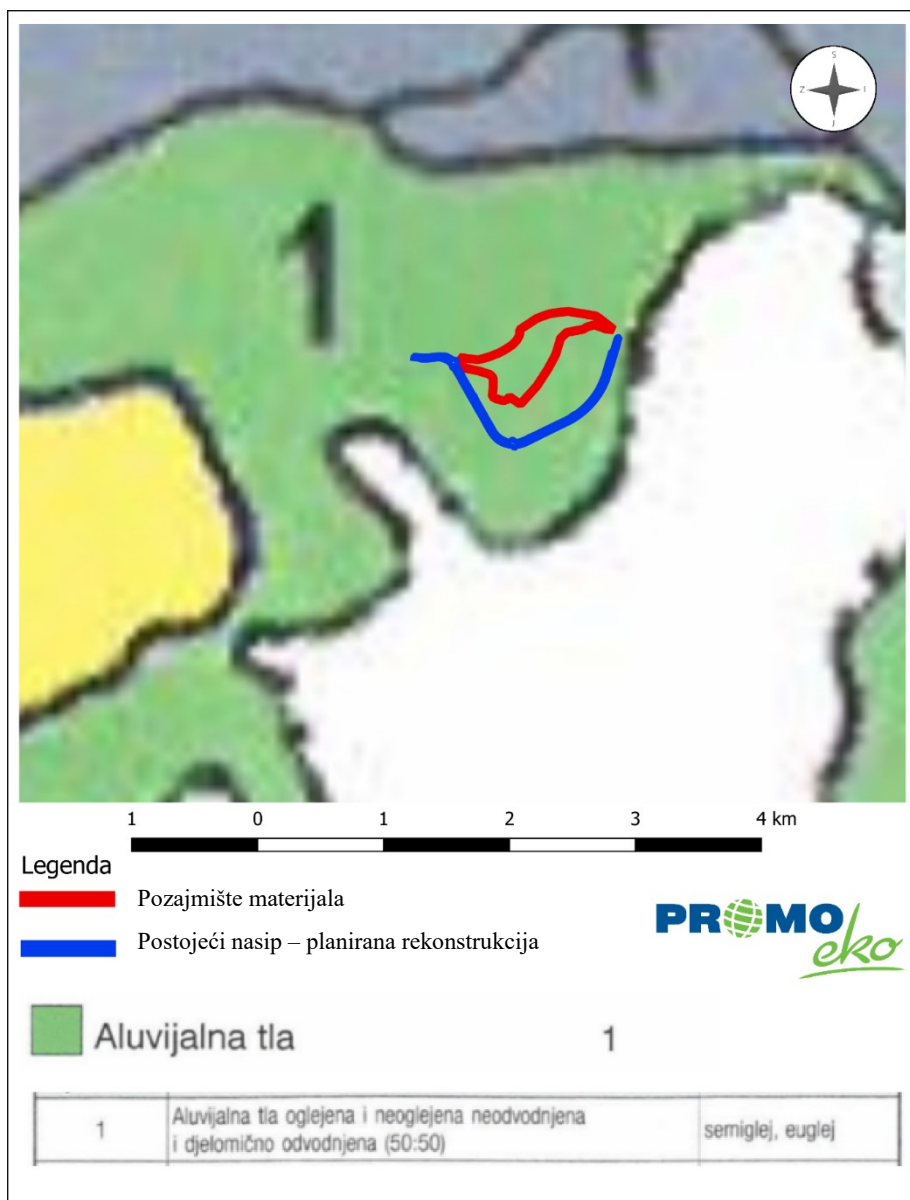 S
Z I
J
1
1 0 1 2 3 4 km
Legenda
Pozajmište materijala
Postojeći nasip – planirana rekonstrukcija
PROMO
eko
Aluvijalna tla 1
1 Aluvijalna tla oglejena i neoglejena neodvodnjena semiglej, euglej
i djelomično odvodnjena (50:50)